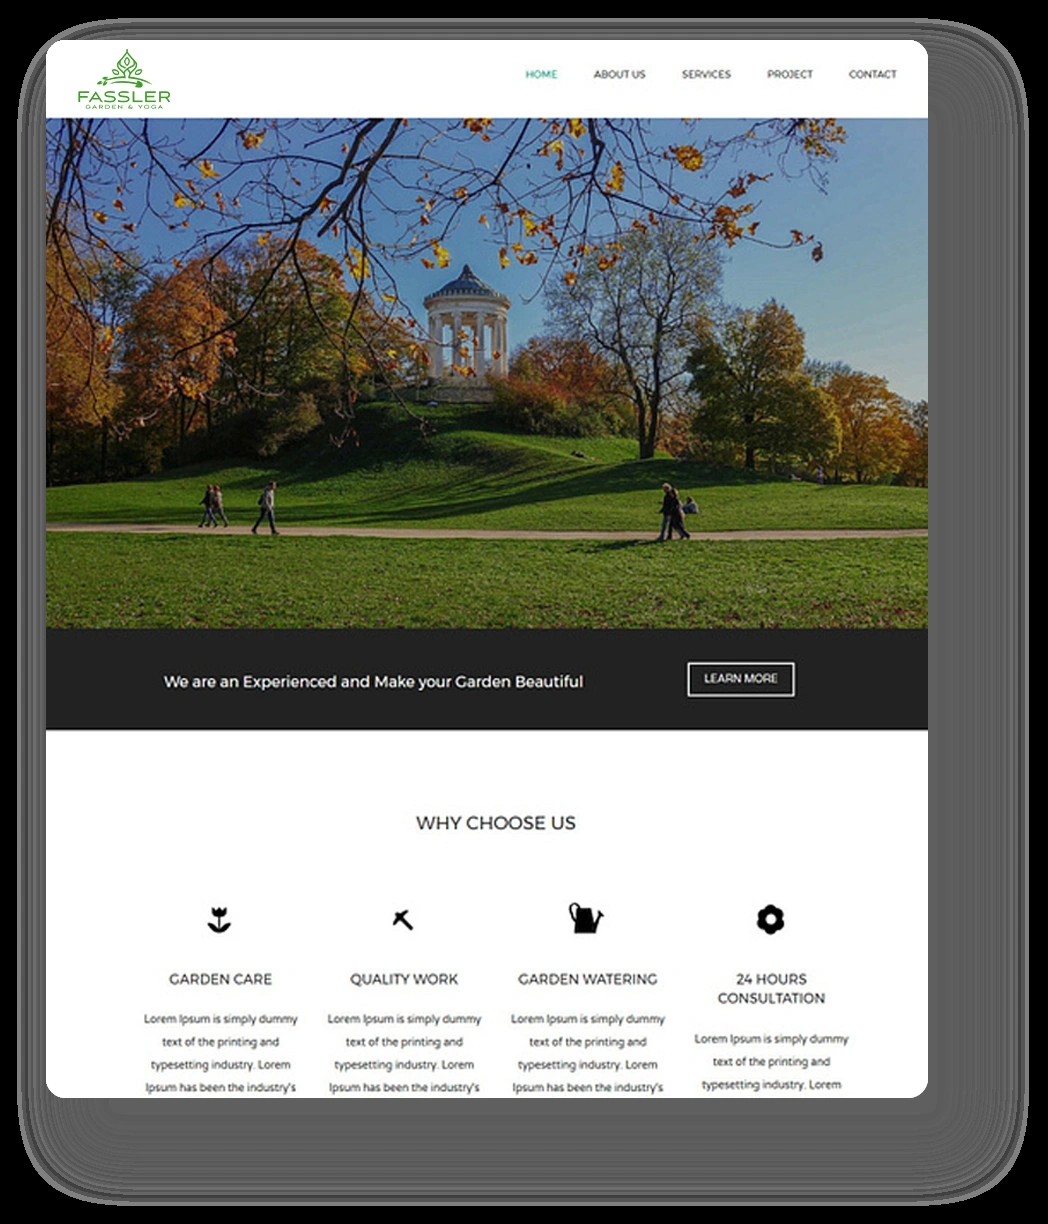 FASSLER
GARDEN & YOGA
HOME ABOUT US SERVICES PROJECT CONTACT
We are an Experienced and Make your Garden Beautiful
LEARN MORE
WHY CHOOSE US
GARDEN CARE
Lorem Ipsum is simply dummy
text of the printing and
typesetting industry. Lorem
Ipsum has been the industry's
QUALITY WORK
Lorem Ipsum is simply dummy
text of the printing and
typesetting industry. Lorem
Ipsum has been the industry's
GARDEN WATERING
Lorem Ipsum is simply dummy
text of the printing and
typesetting industry. Lorem
Ipsum has been the industry's
24 HOURS
CONSULTATION
Lorem Ipsum is simply dummy
text of the printing and
typesetting industry. Lorem